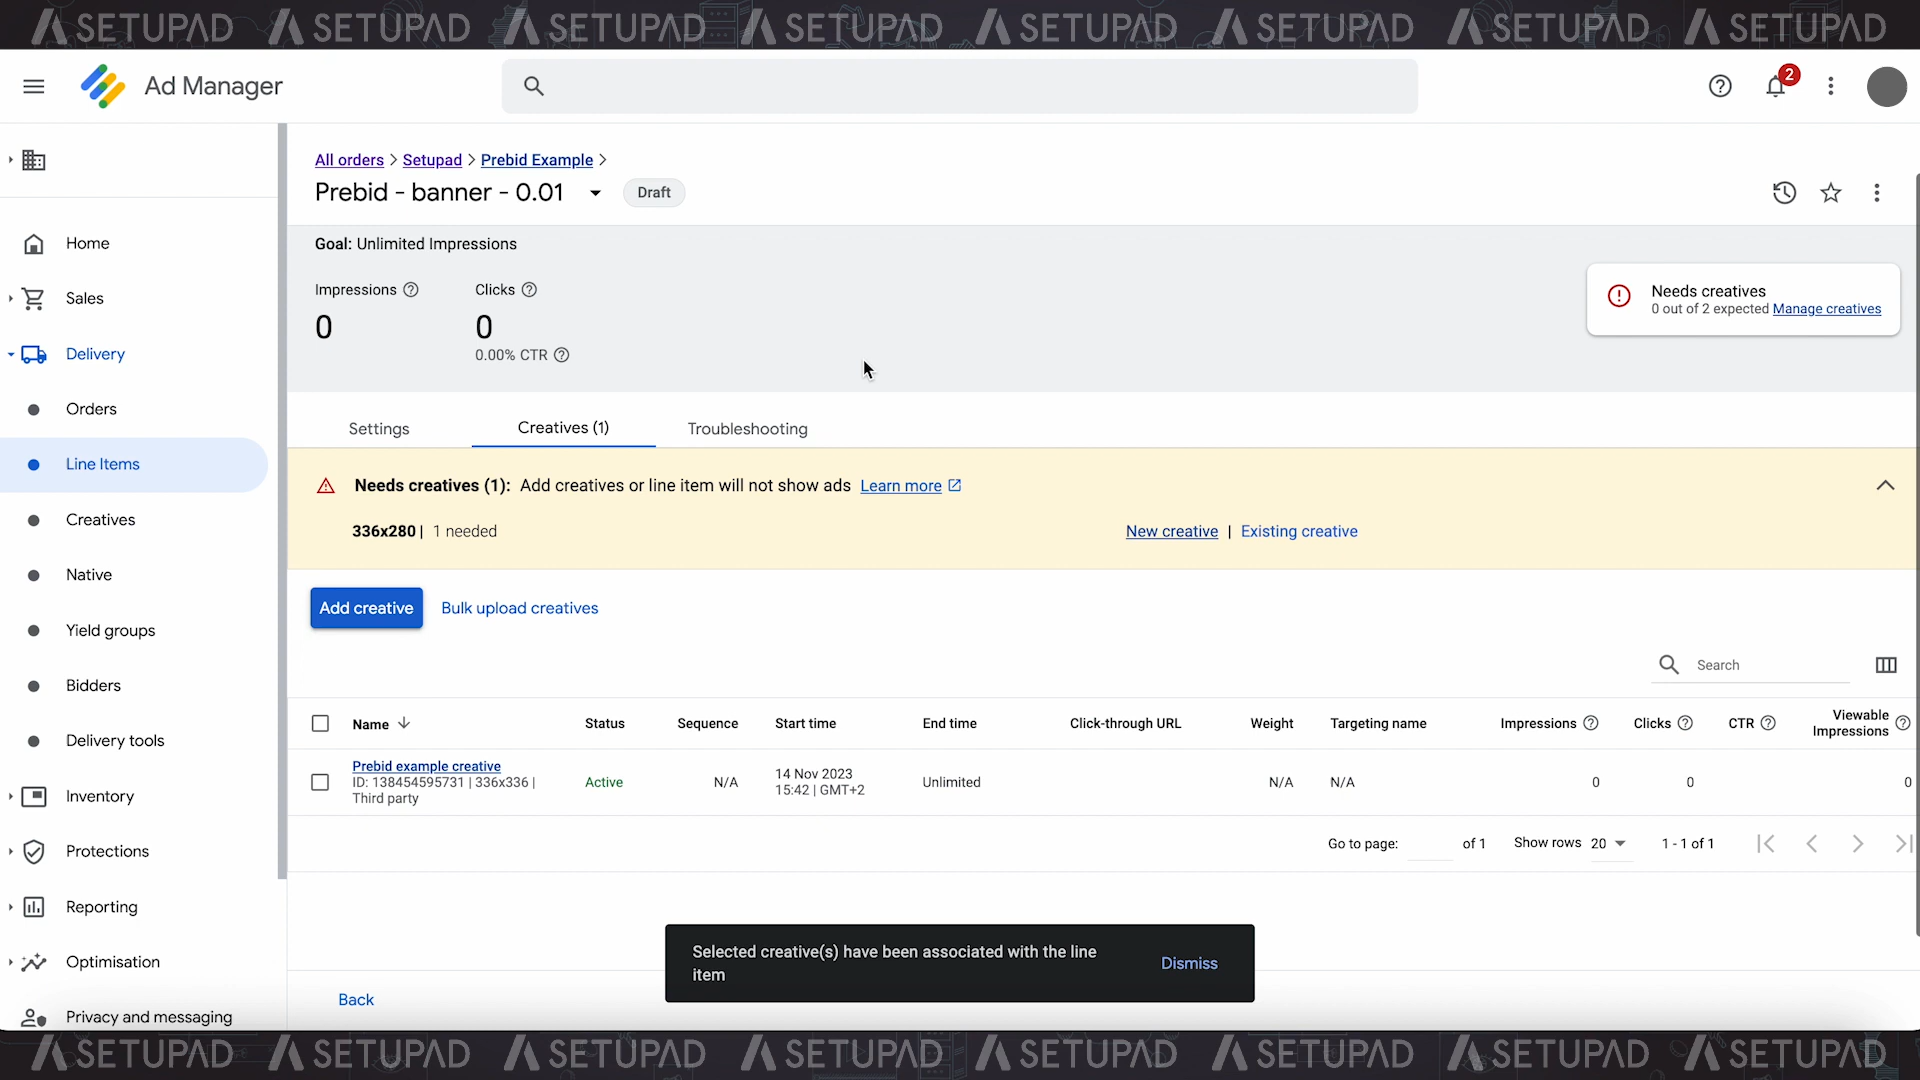 SETUPAD SETUPAD SETUPAD SETUPAD SETUPAD SETUPAD SETUPAD SETUPAD
Ad Manager
2
All orders > Setupad > Prebid Example >
Prebid - banner - 0.01
Draft
Home
Sales
Delivery
Orders
Line Items
Creatives
Native
Yield groups
Bidders
Delivery tools
Inventory
Protections
Reporting
Optimisation
Privacy and messaging
Goal: Unlimited Impressions
Impressions
Clicks
0
0
0.00% CTR
Needs creatives
0 out of 2 expected Manage creatives
Settings
Creatives (1)
Troubleshooting
Needs creatives (1): Add creatives or line item will not show ads Learn more
336x280 | 1 needed
New creative | Existing creative
Add creative
Bulk upload creatives
Search
Name
Status
Sequence
Start time
End time
Click-through URL
Weight
Targeting name
Impressions
Clicks
CTR
Viewable
Impressions
Prebid example creative
ID: 138454595731 | 336x336 |
Third party
Active
N/A
14 Nov 2023
15:42 | GMT+2
Unlimited
N/A
N/A
0
0
0
Go to page:
of 1
Show rows
20
1 - 1 of 1
Selected creative(s) have been associated with the line
item
Dismiss
Back
SETUPAD SETUPAD SETUPAD SETUPAD SETUPAD SETUPAD SETUPAD SETUPAD